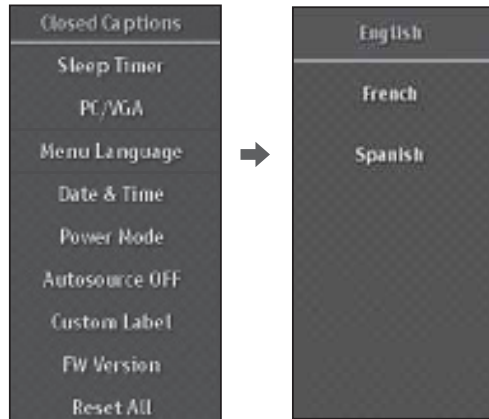 Closed Captions
Sleep Timer
PC/VGA
Menu Language
Date & Time
Power Mode
Autosource OFF
Custom Label
FW Version
Reset All
English
French
Spanish